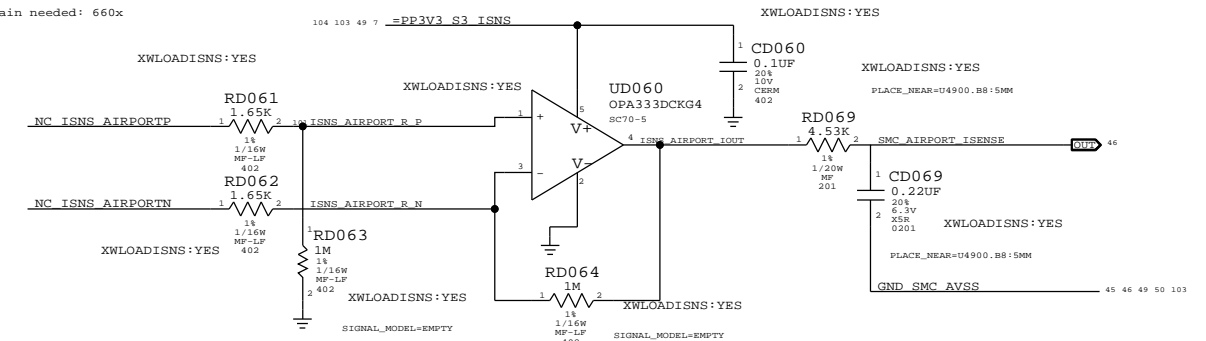 ain needed: 660x
104 103 49 7 =PP3V3_S3_ISNS
XWLOADISNS:YES
XWLOADISNS:YES
1
CD060
0.1UF
20%
10V
CERM
402
2
XWLOADISNS:YES
XWLOADISNS:YES
PLACE_NEAR=U4900.B8:5MM
UD060
OPA333DCKG4
SC70-5
RD061
1.65K
NC_ISNS_AIRPORTP 1 2 ISNS_AIRPORT_R_P
1%
1/16W
MF-LF
402
1
+
5
V+
3
-
V-
2
4 ISNS_AIRPORT_IOUT
RD069
4.53K
1 2 SMC_AIRPORT_ISENSE
OUT 46
1%
1/20W
MF
201
1
CD069
0.22UF
20%
6.3V
X5R
0201
2
XWLOADISNS:YES
PLACE_NEAR=U4900.B8:5MM
GND_SMC_AVSS 45 46 49 50 103
RD062
1.65K
NC_ISNS_AIRPORTN 1 2 ISNS_AIRPORT_R_N
1%
1/16W
MF-LF
402
XWLOADISNS:YES
1
RD063
1M
1%
1/16W
MF-LF
402
2
XWLOADISNS:YES
SIGNAL_MODEL=EMPTY
RD064
1M
1 2
1%
1/16W
MF-LF
XWLOADISNS:YES
SIGNAL_MODEL=EMPTY